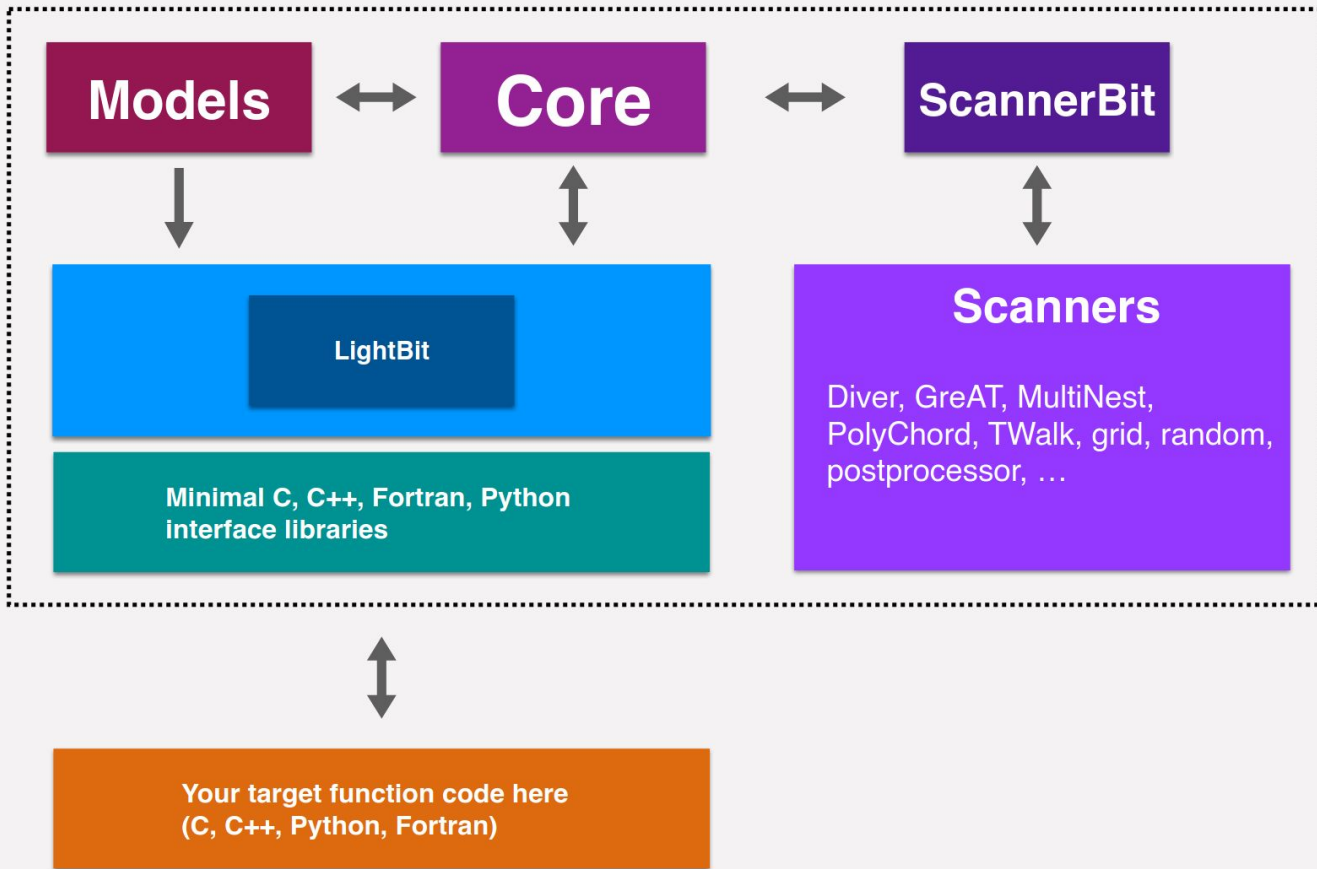 Models
Core
ScannerBit
LightBit
Scanners
Diver, GreAT, MultiNest,
PolyChord, TWalk, grid, random,
postprocessor, …
Minimal C, C++, Fortran, Python
interface libraries
Your target function code here
(C, C++, Python, Fortran)